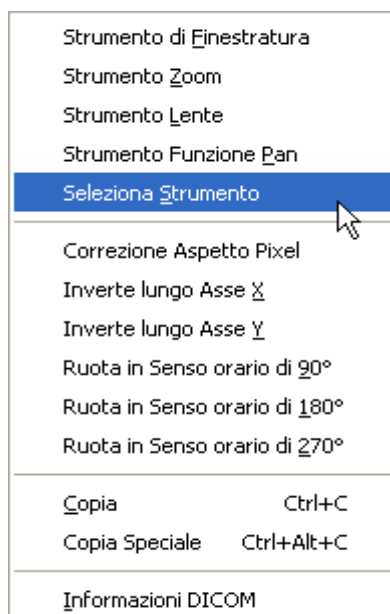 Strumento di Finestratura
Strumento Zoom
Strumento Lente
Strumento Funzione Pan
Seleziona Strumento
Correzione Aspetto Pixel
Inverte lungo Asse X
Inverte lungo Asse Y
Ruota in Senso orario di 90°
Ruota in Senso orario di 180°
Ruota in Senso orario di 270°
Copia Ctrl+C
Copia Speciale Ctrl+Alt+C
Informazioni DICOM